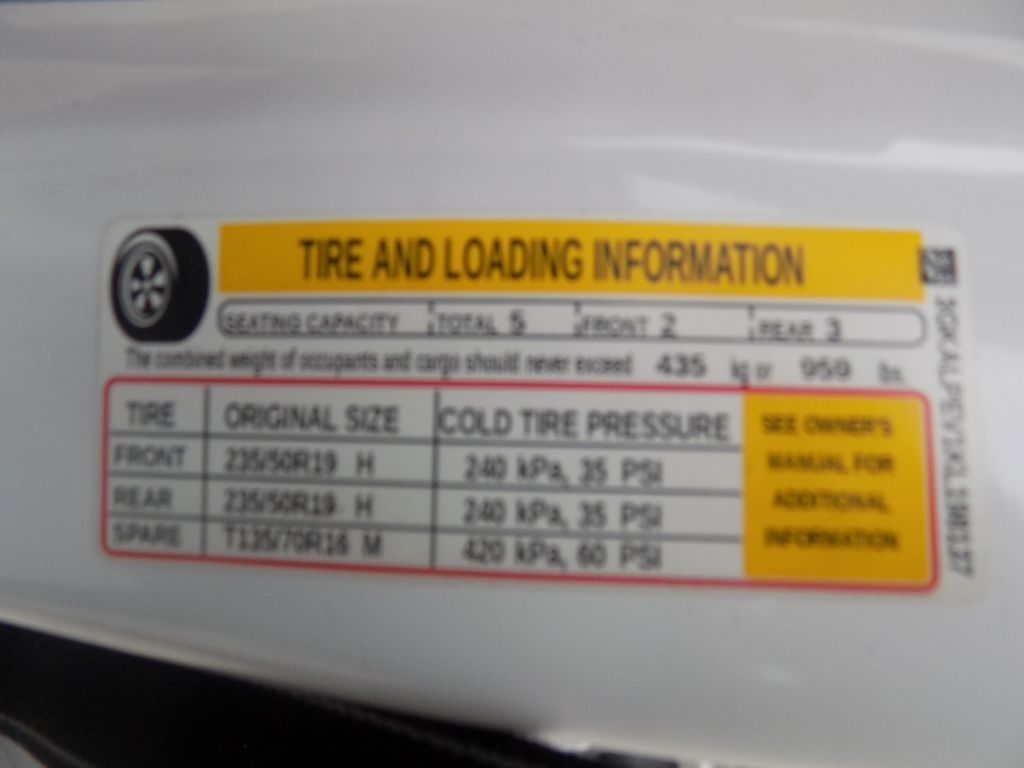 TIRE AND LOADING INFORMATION
SEATING CAPACITY TOTAL 5 FRONT 2 REAR 3
The combined weight of occupants and cargo should never exceed 435 kg or 959 lbs.
TIRE ORIGINAL SIZE COLD TIRE PRESSURE
FRONT 235/50R19 H 240 kPa, 35 PSI
REAR 235/50R19 H 240 kPa, 35 PSI
SPARE T135/70R16 M 420 kPa, 60 PSI
SEE OWNER'S
MANUAL FOR
ADDITIONAL
INFORMATION